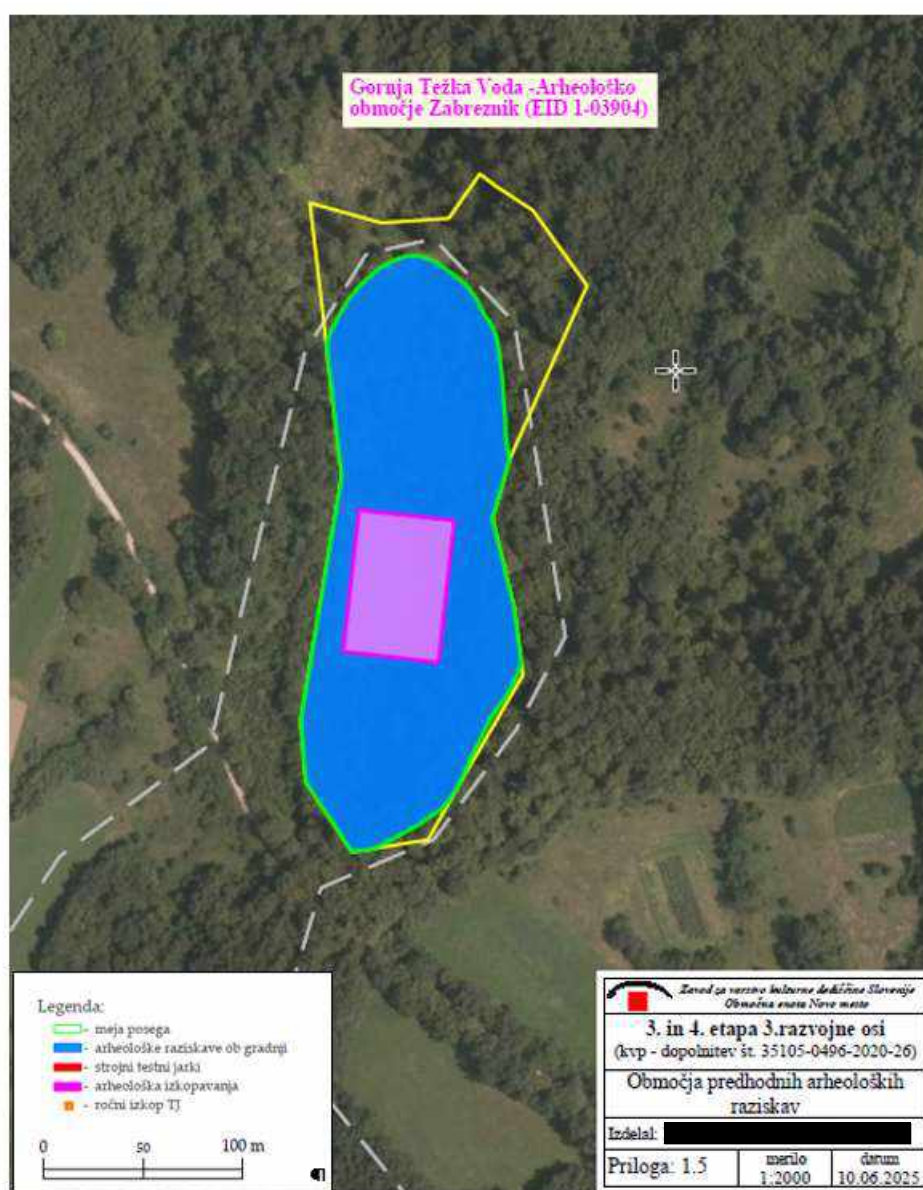 Gornja Težka Voda -Arheološko
območje Zabreznik (EID 1-03904)
Legenda:
- meja posega
- arheološke raziskave ob gradnji
- strojni testni jarki
- arheološka izkopavanja
- ročni izkop TJ
0 50 100 m
¶
Zavod za varstvo kulturne dediščine Slovenije
Območna enota Novo mesto
3. in 4. etapa 3.razvojne osi
(kvp - dopolnitev št. 35105-0496-2020-26)
Območja predhodnih arheoloških
raziskav
Izdelal:
Priloga: 1.5
merilo
1:2000
datum
10.06.2025